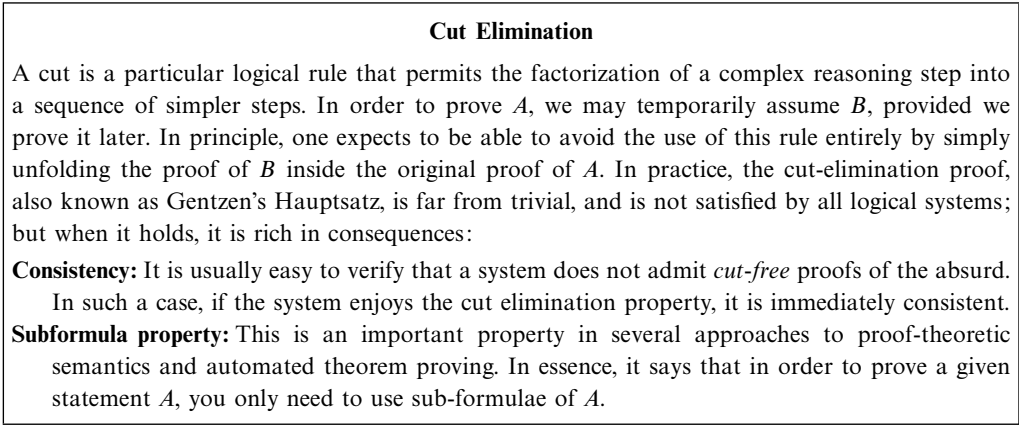 Cut Elimination
A cut is a particular logical rule that permits the factorization of a complex reasoning step into
a sequence of simpler steps. In order to prove A, we may temporarily assume B, provided we
prove it later. In principle, one expects to be able to avoid the use of this rule entirely by simply
unfolding the proof of B inside the original proof of A. In practice, the cut-elimination proof,
also known as Gentzen's Hauptsatz, is far from trivial, and is not satisfied by all logical systems;
but when it holds, it is rich in consequences:
Consistency: It is usually easy to verify that a system does not admit cut-free proofs of the absurd.
In such a case, if the system enjoys the cut elimination property, it is immediately consistent.
Subformula property: This is an important property in several approaches to proof-theoretic
semantics and automated theorem proving. In essence, it says that in order to prove a given
statement A, you only need to use sub-formulae of A.